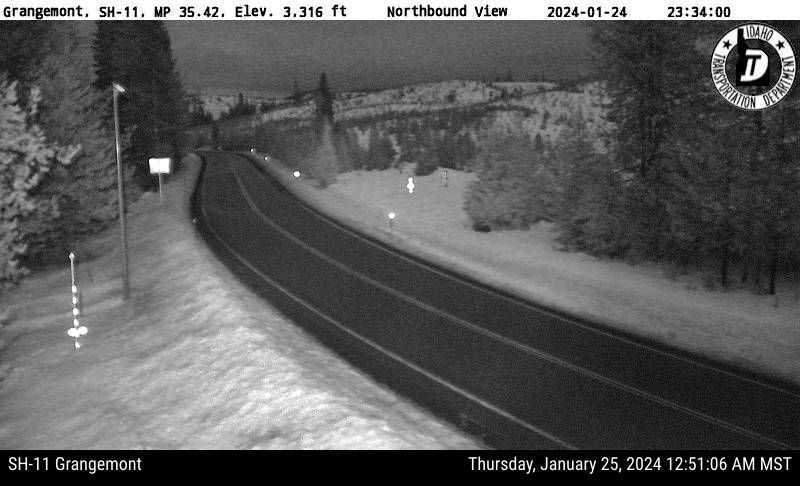 Grangemont, SH-11, MP 35.42, Elev. 3,316 ft Northbound View 2024-01-24 23:34:00
IDAHO
TRANSPORTATION DEPARTMENT
SH-11 Grangemont Thursday, January 25, 2024 12:51:06 AM MST